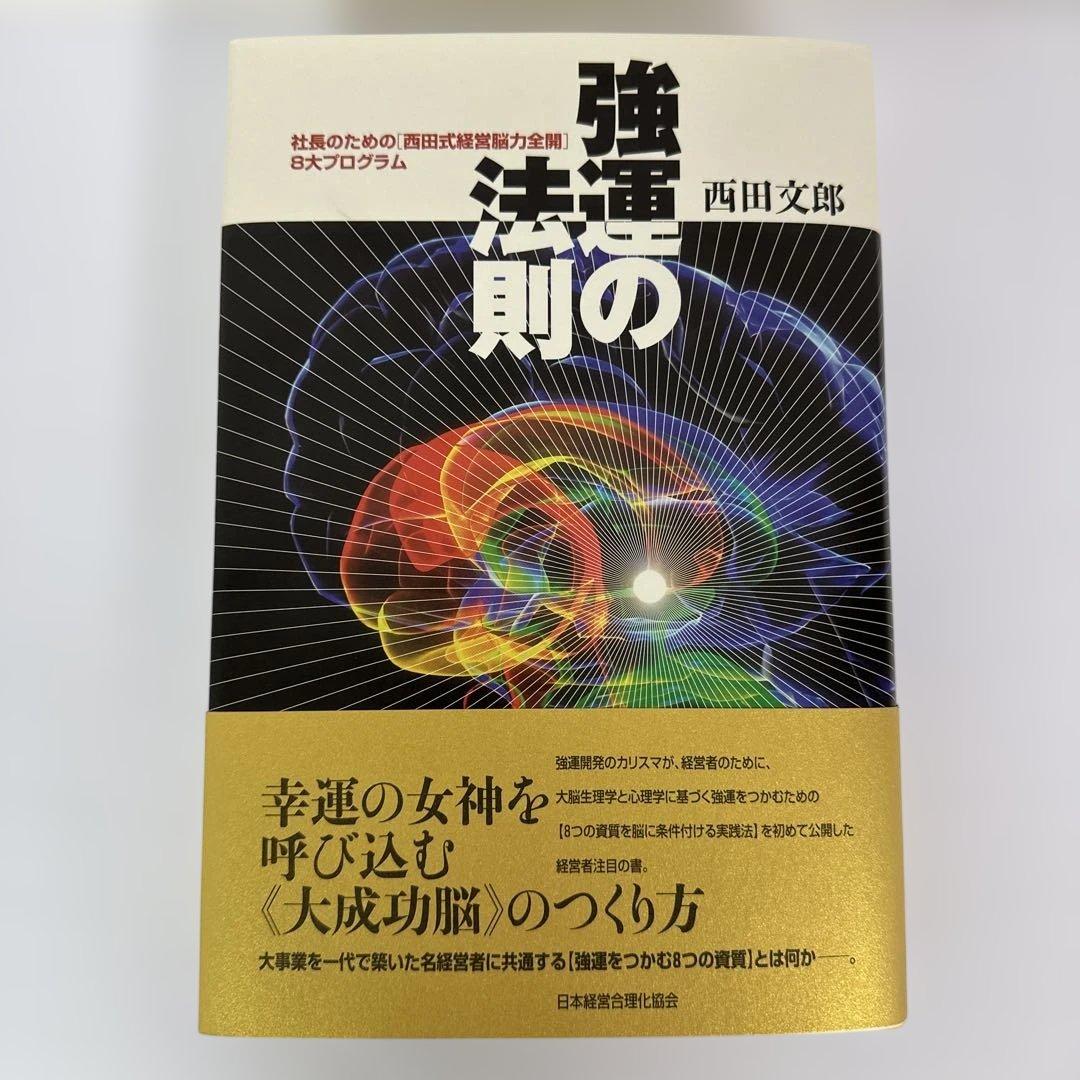 強運の
法則
社長のための［西田式経営脳力全開］
8大プログラム
西田文郎
幸運の女神を
呼び込む
《大成功脳》のつくり方
強運開発のカリスマが、経営者のために、
大脳生理学と心理学に基づく強運をつかむための
【8つの資質を脳に条件付ける実践法】を初めて公開した
経営者注目の書。
大事業を一代で築いた名経営者に共通する【強運をつかむ8つの資質】とは何か――。
日本経営合理化協会